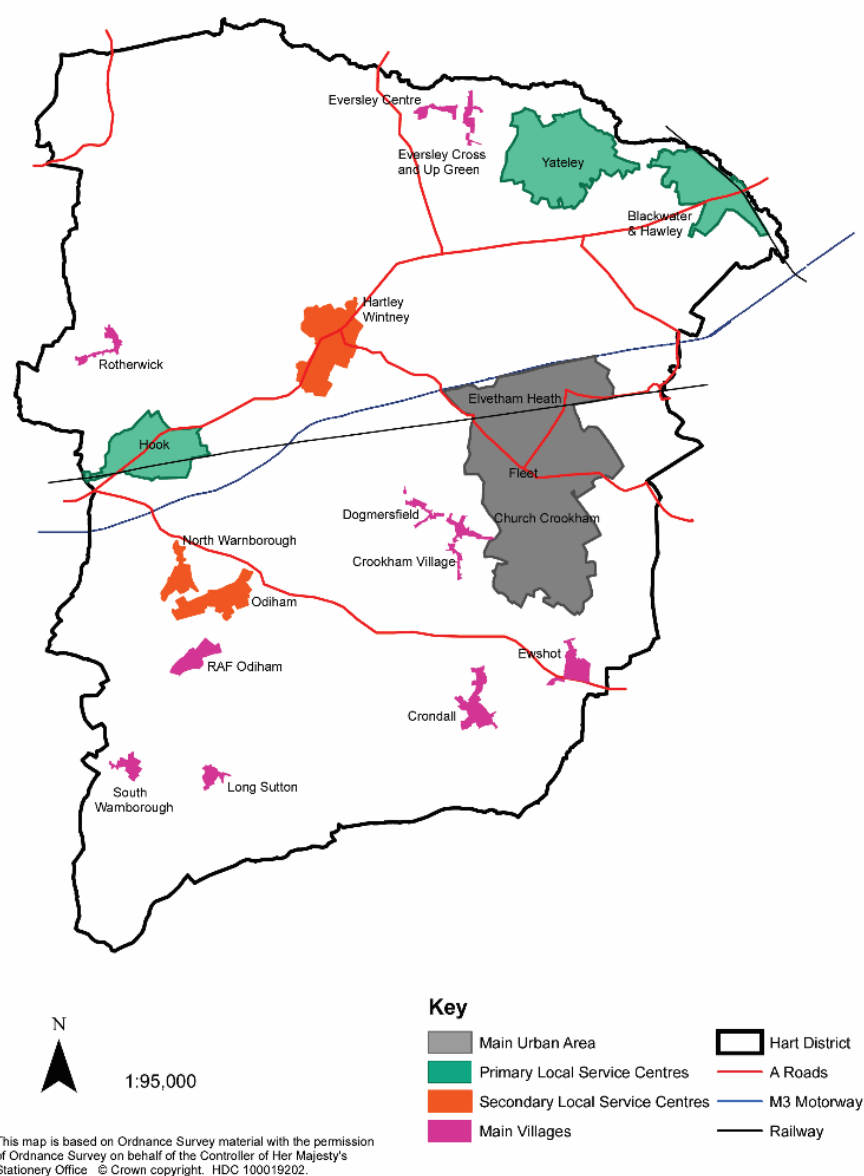 Eversley Centre
Eversley Cross
and Up Green
Yateley
Blackwater
& Hawley
Hartley
Wintney
Rotherwick
Elvetham Heath
Hook
Fleet
Dogmersfield
Church Crookham
North Warnborough
Crookham Village
Odiham
Ewshot
RAF Odiham
Crondall
South
Warnborough
Long Sutton
Key
N
1:95,000
Main Urban Area
Primary Local Service Centres
Secondary Local Service Centres
Main Villages
Hart District
A Roads
M3 Motorway
Railway
This map is based on Ordnance Survey material with the permission
of Ordnance Survey on behalf of the Controller of Her Majesty's
Stationery Office © Crown copyright. HDC 100019202.